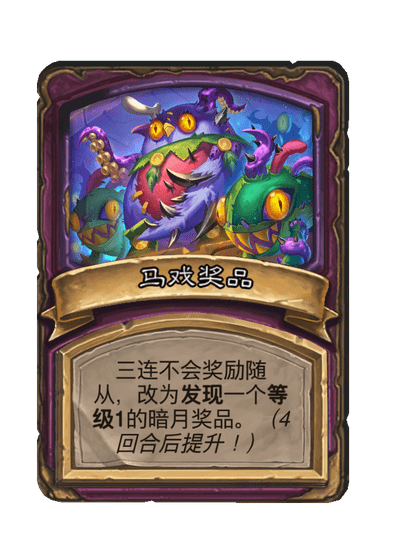 马戏奖品
三连不会奖励随
从，改为发现一个等
级1的暗月奖品。（4
回合后提升！）